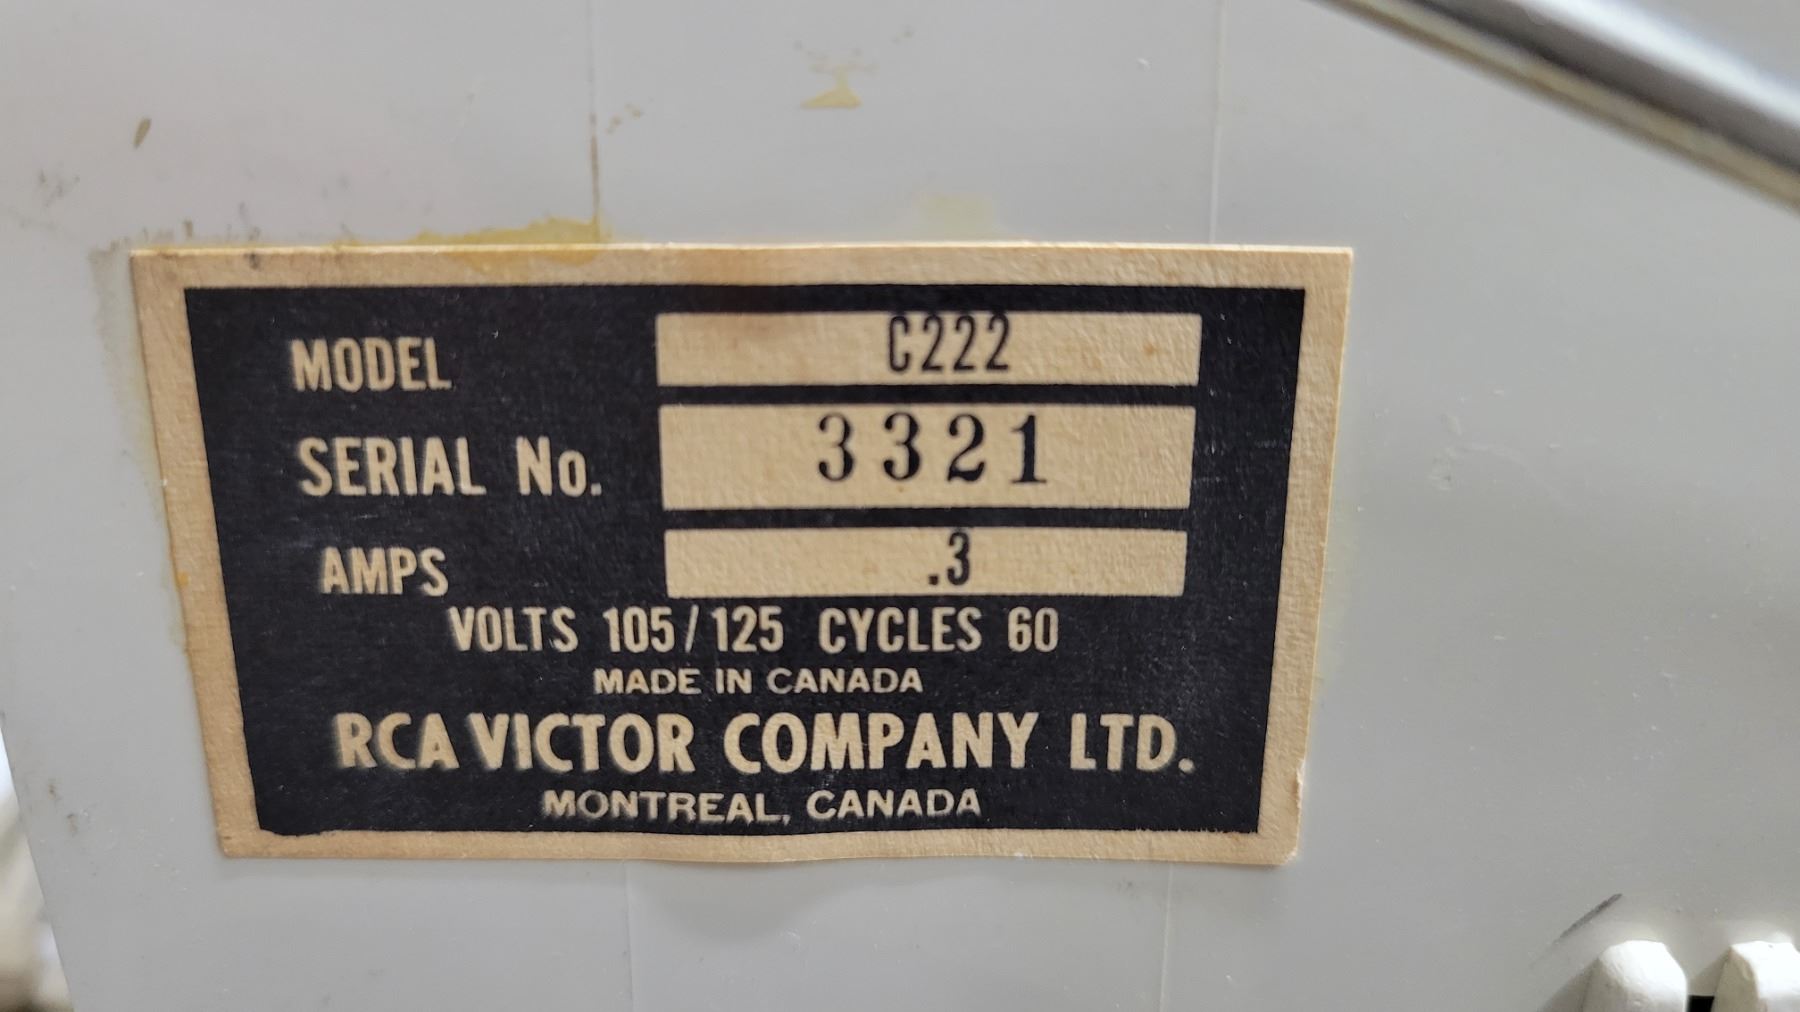 MODEL C222
SERIAL No. 3321
AMPS .3
VOLTS 105/125 CYCLES 60
MADE IN CANADA
RCA VICTOR COMPANY LTD.
MONTREAL, CANADA